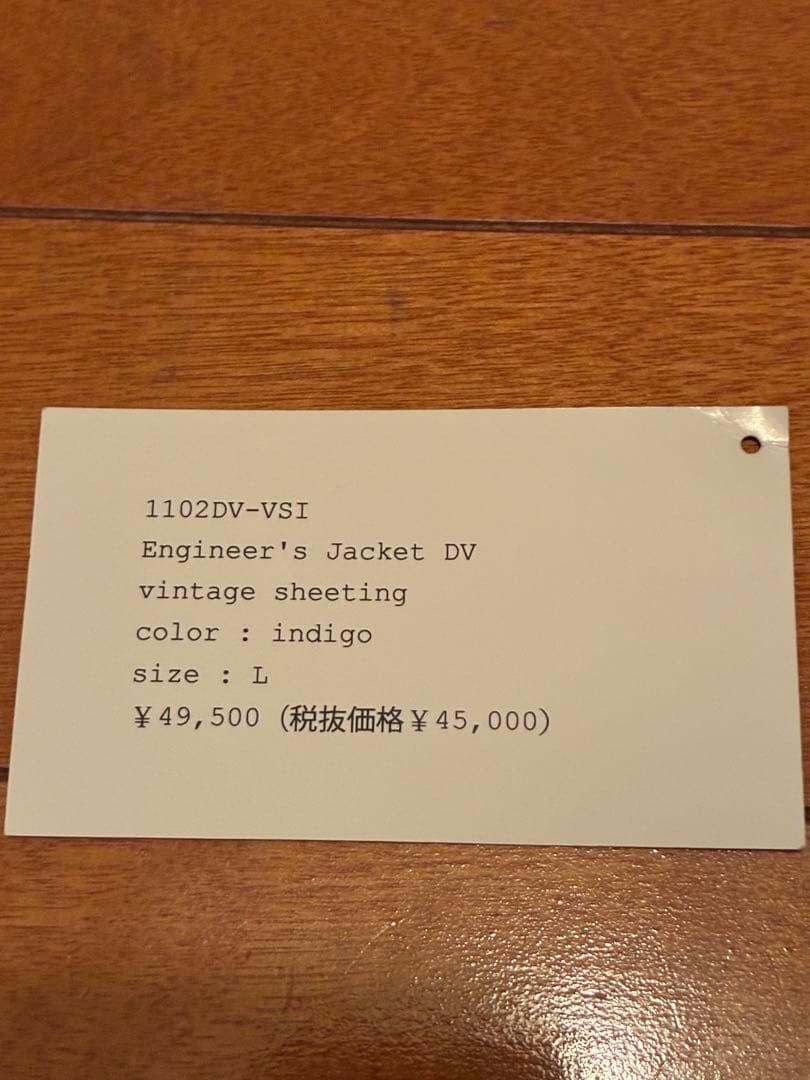 1102DV-VSI
Engineer's Jacket DV
vintage sheeting
color : indigo
size : L
￥49,500 (税抜価格￥45,000)